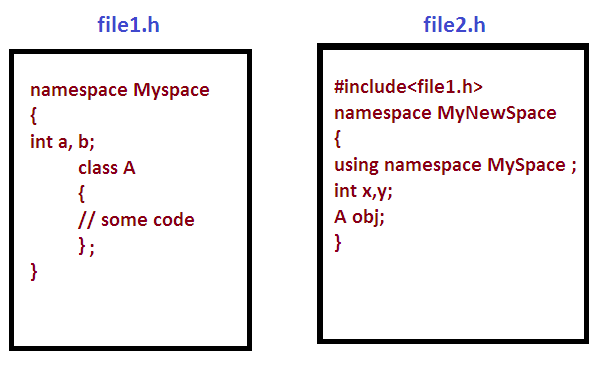 file1.h
namespace Myspace
{
int a, b;
class A
{
// some code
} ;
}
file2.h
#include<file1.h>
namespace MyNewSpace
{
using namespace MySpace ;
int x,y;
A obj;
}